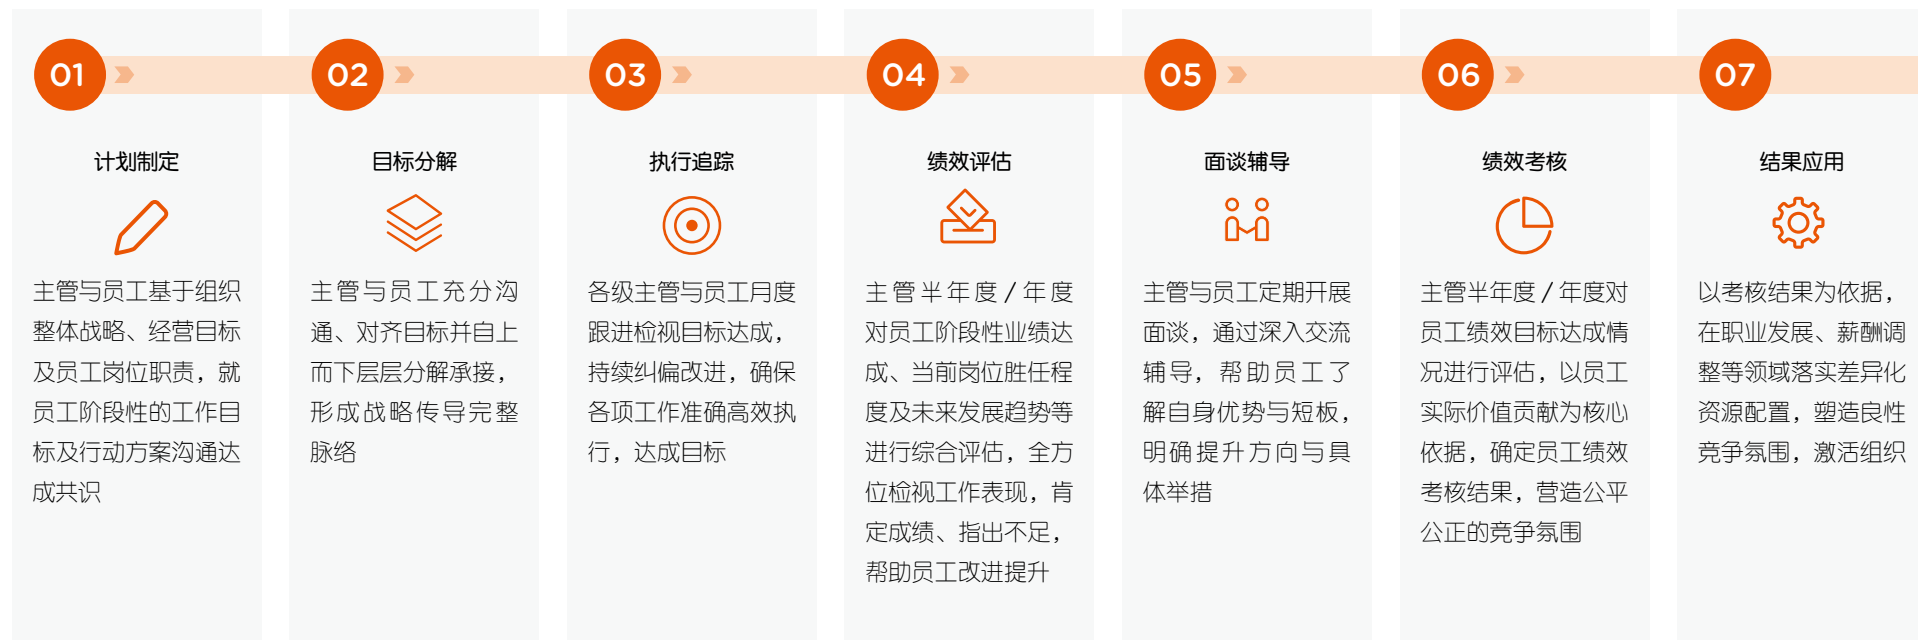 01
计划制定
主管与员工基于组织
整体战略、经营目标
及员工岗位职责，就
员工阶段性的工作目
标及行动方案沟通达
成共识
02
目标分解
主管与员工充分沟
通、对齐目标并自上
而下层层分解承接，
形成战略传导完整
脉络
03
执行追踪
各级主管与员工月度
跟进检视目标达成，
持续纠偏改进，确保
各项工作准确高效执
行，达成目标
04
绩效评估
主管半年度/年度
对员工阶段性业绩达
成、当前岗位胜任程
度及未来发展趋势等
进行综合评估，全方
位检视工作表现，肯
定成绩、指出不足，
帮助员工改进提升
05
面谈辅导
主管与员工定期开展
面谈，通过深入交流
辅导，帮助员工了
解自身优势与短板，
明确提升方向与具
体举措
06
绩效考核
主管半年度/年度对
员工绩效目标达成情
况进行评估，以员工
实际价值贡献为核心
依据，确定员工绩效
考核结果，营造公平
公正的竞争氛围
07
结果应用
以考核结果为依据，
在职业发展、薪酬调
整等领域落实差异化
资源配置，塑造良性
竞争氛围，激活组织